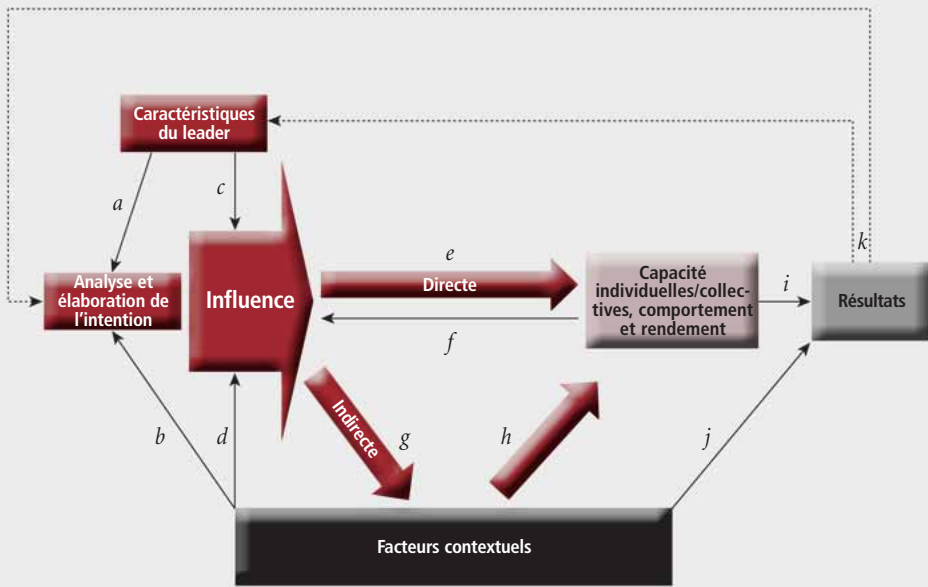 Caractéristiques
du leader
a
c
k
e
Analyse et
élaboration de
l'intention
Influence
Directe
Capacité
individuelles/collec-
tives, comportement
et rendement
i
Résultats
f
Indirecte
b
d
g
h
j
Facteurs contextuels